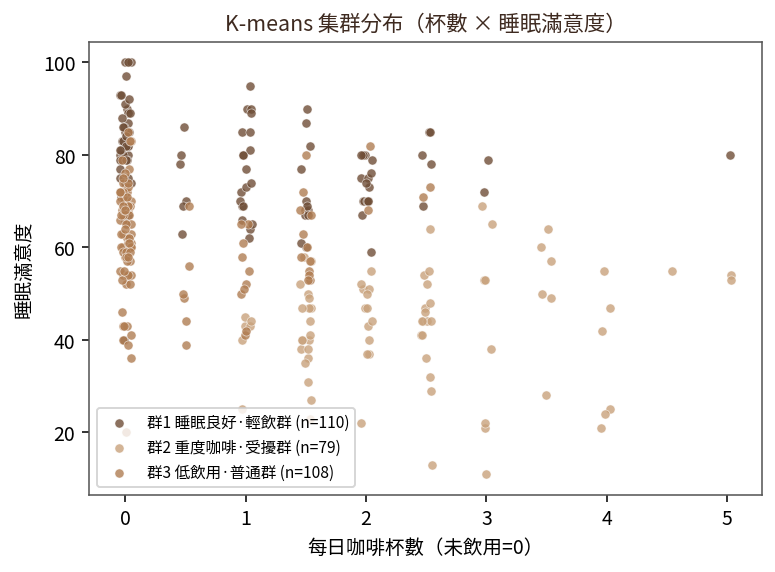 K-means 集群分布（杯數 × 睡眠滿意度）
100
80
60
40
20
睡眠滿意度
群1 睡眠良好·輕飲群 (n=110)
群2 重度咖啡·受擾群 (n=79)
群3 低飲用·普通群 (n=108)
0 1 2 3 4 5
每日咖啡杯數（未飲用=0）